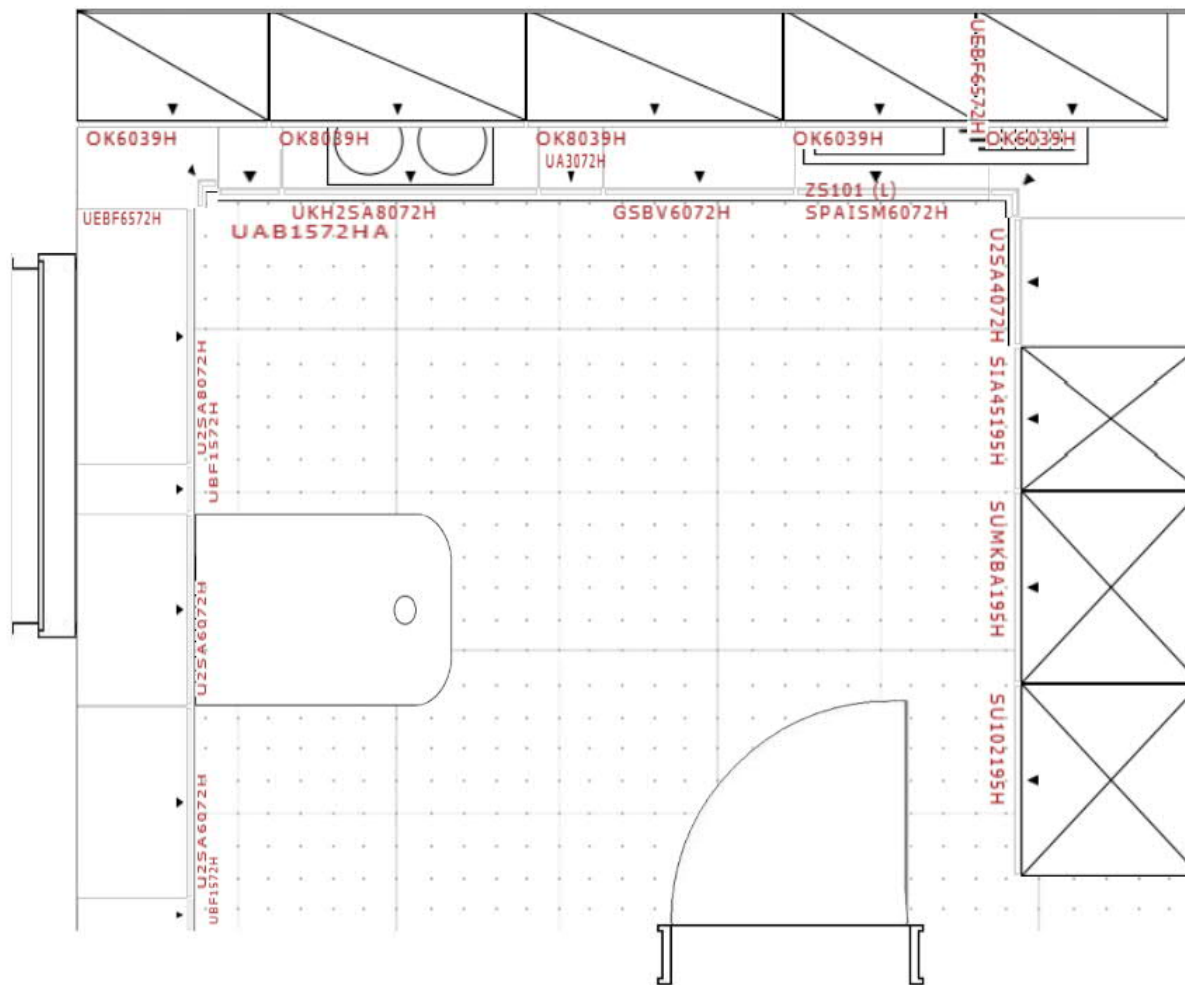 UEBF6572H
OK6039H
OK8039H
OK8039H
OK6039H
OK6039H
UA3072H
ZS101 (L)
UEBF6572H
UKH2SA8072H
GSBV6072H
SPAISM6072H
UAB1572HA
U2SA4072H
U2SA8072H
UBF1572H
SIA45195H
SUMKBA195H
U2SA6072H
SU102195H
U2SA6072H
UBF1572H